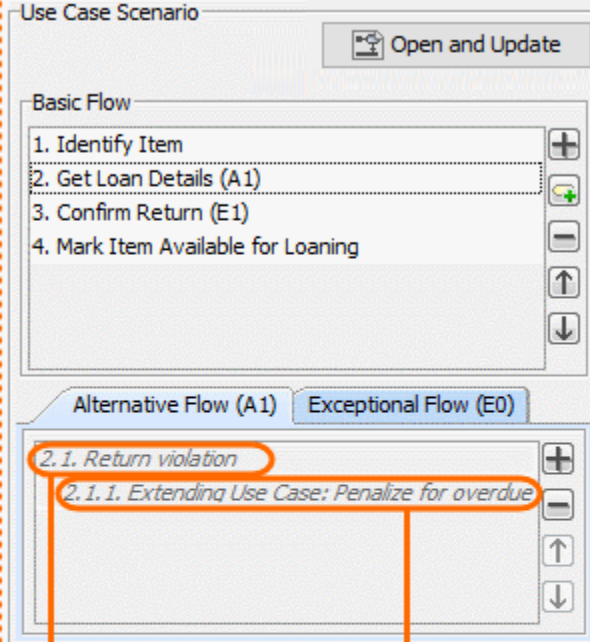 Use Case Scenario
Open and Update
Basic Flow
1. Identify Item
2. Get Loan Details (A1)
3. Confirm Return (E1)
4. Mark Item Available for Loaning
Alternative Flow (A1) Exceptional Flow (E0)
2.1. Return violation
2.1.1. Extending Use Case: Penalize for overdue